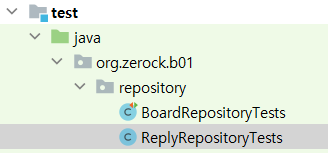 test
java
org.zerock.b01
repository
BoardRepositoryTests
ReplyRepositoryTests